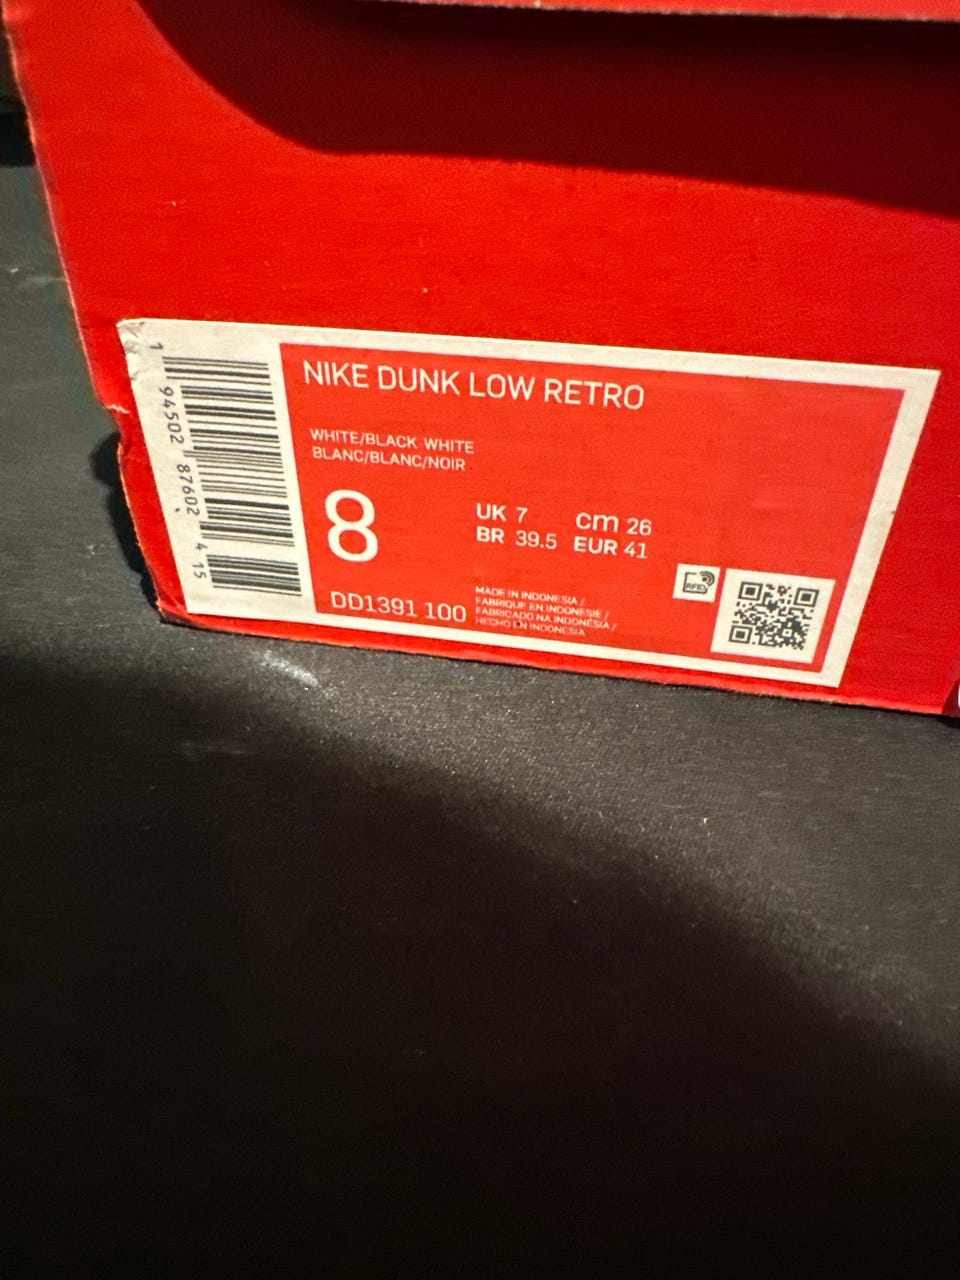 NIKE DUNK LOW RETRO
WHITE/BLACK-WHITE
BLANC/BLANC/NOIR
8
UK 7 cm 26
BR 39.5 EUR 41
DD1391 100
MADE IN INDONESIA /
FABRIQUE EN INDONESIE /
FABRICADO NA INDONÉSIA /
HECHO EN INDONESIA
RFID
1 94502 87602 4 15